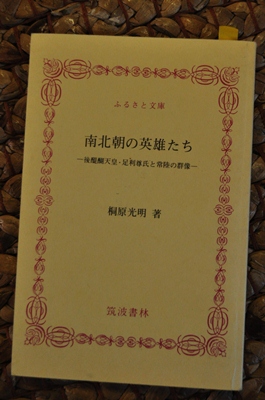 ふるさと文庫
南北朝の英雄たち
―後醍醐天皇・足利尊氏と常陸の群像―
桐原光明 著
筑波書林